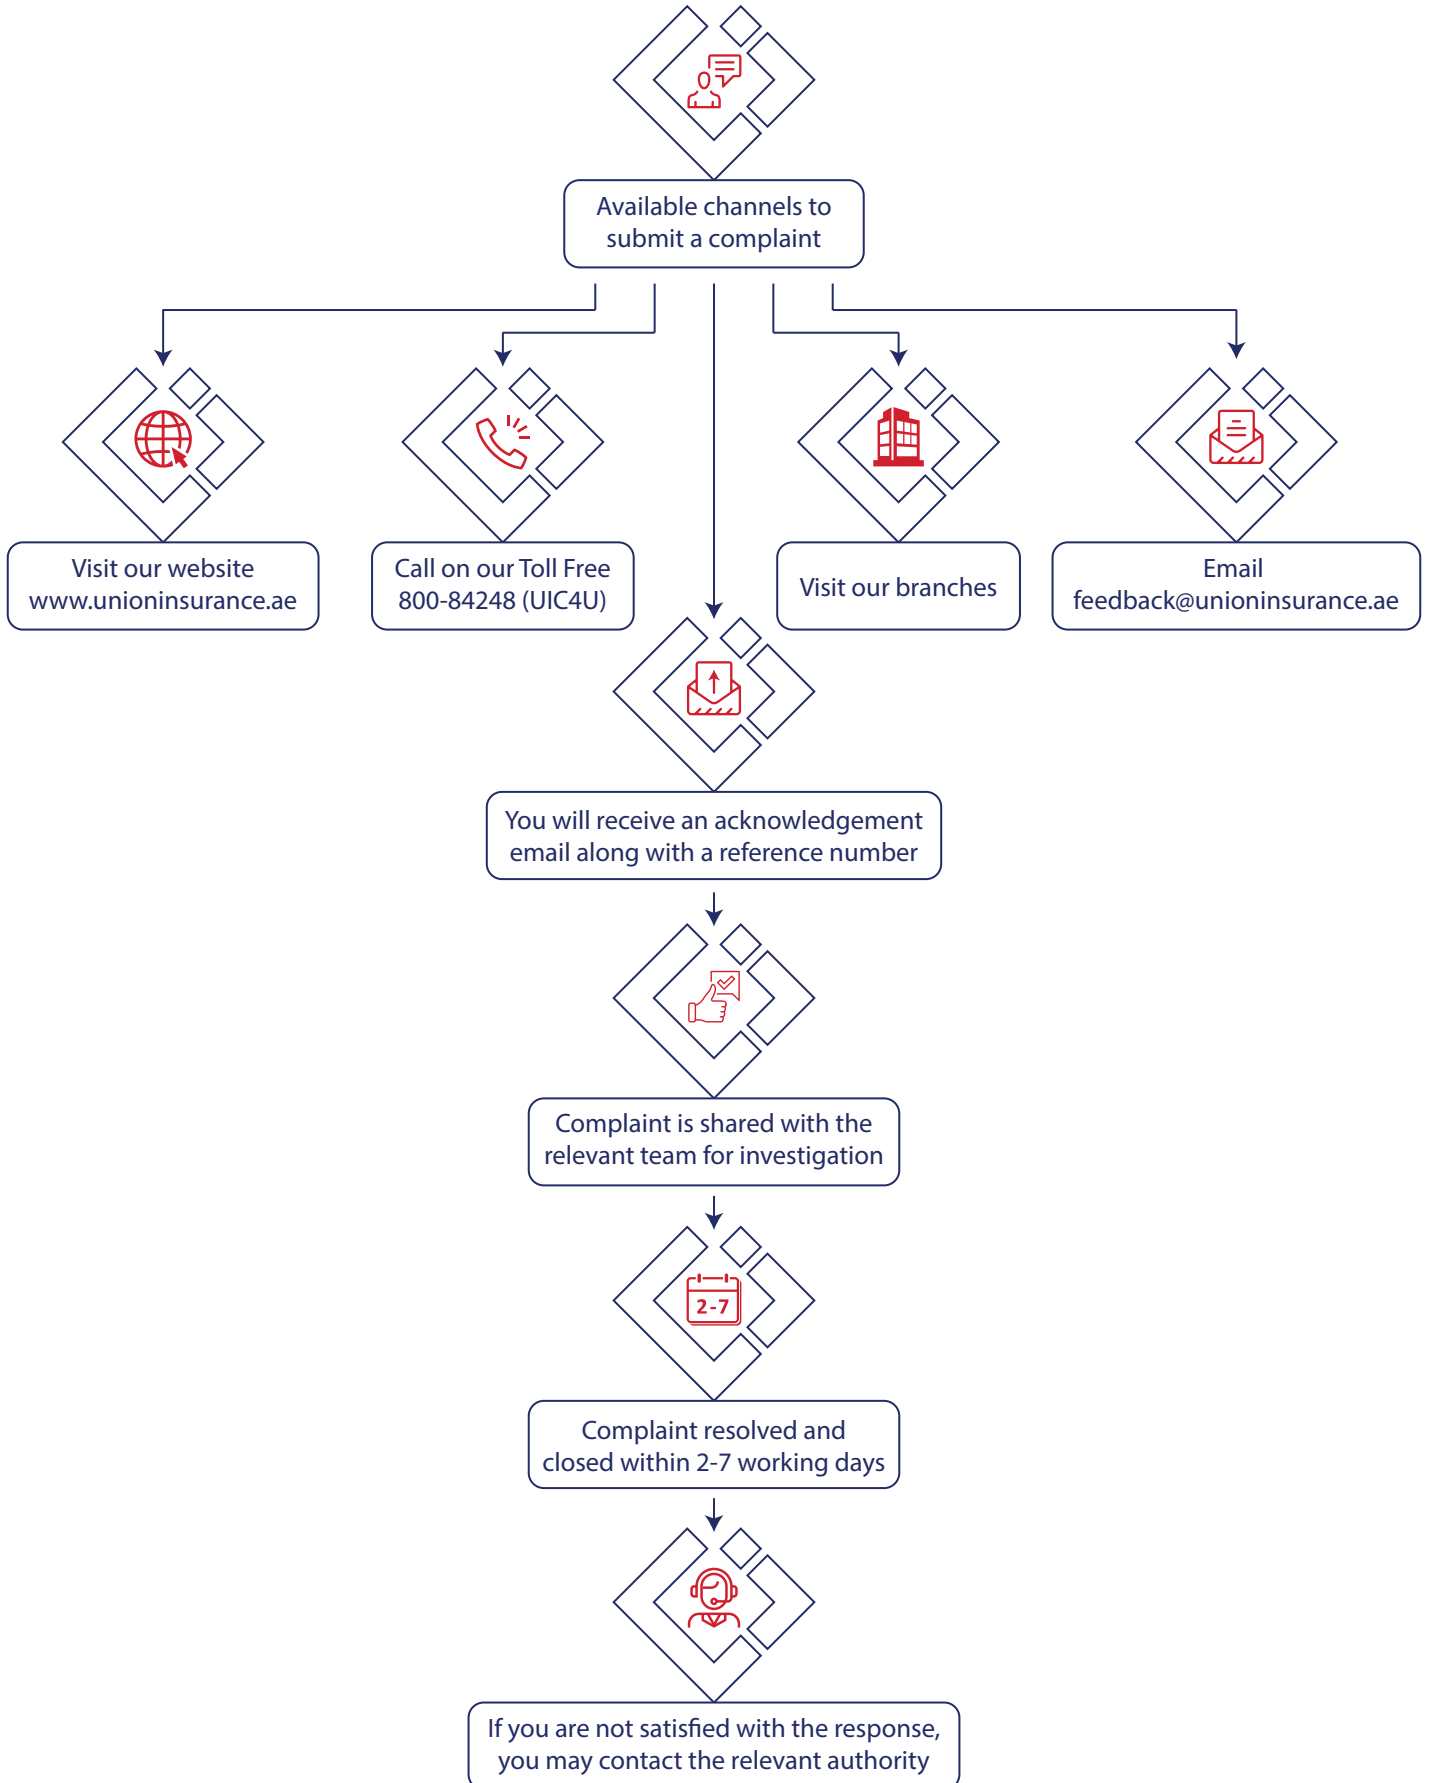 Available channels to
submit a complaint
Visit our website
www.unioninsurance.ae
Call on our Toll Free
800-84248 (UIC4U)
Visit our branches
Email
feedback@unioninsurance.ae
You will receive an acknowledgement
email along with a reference number
Complaint is shared with the
relevant team for investigation
2-7
Complaint resolved and
closed within 2-7 working days
If you are not satisfied with the response,
you may contact the relevant authority